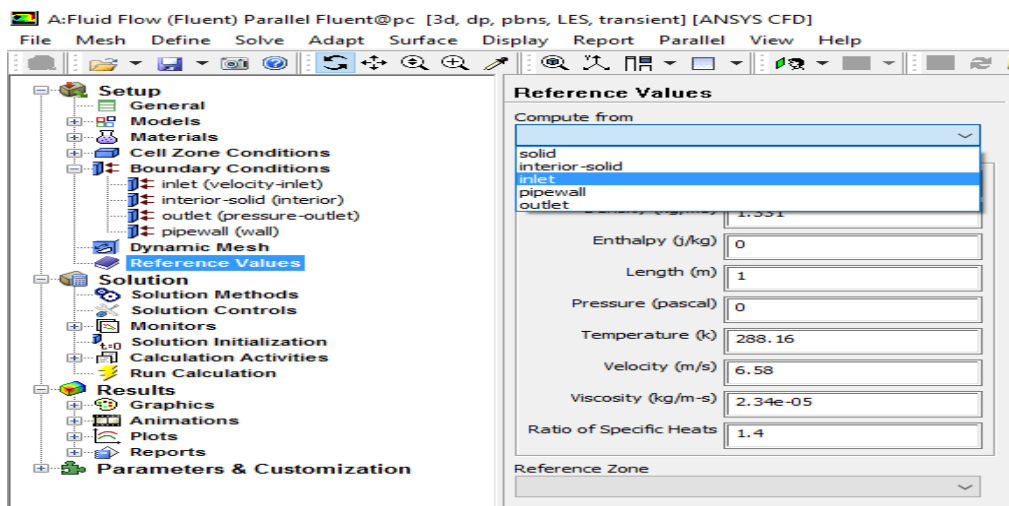 A:Fluid Flow (Fluent) Parallel Fluent@pc [3d, dp, pbns, LES, transient] [ANSYS CFD]
File Mesh Define Solve Adapt Surface Display Report Parallel View Help
Setup
General
Models
Materials
Cell Zone Conditions
Boundary Conditions
inlet (velocity-inlet)
interior-solid (interior)
outlet (pressure-outlet)
pipewall (wall)
Dynamic Mesh
Reference Values
Solution
Solution Methods
Solution Controls
Monitors
Solution Initialization
Calculation Activities
Run Calculation
Results
Graphics
Animations
Plots
Reports
Parameters & Customization
Reference Values
Compute from
solid
interior-solid
inlet
pipewall
outlet
Enthalpy (j/kg) 0
Length (m) 1
Pressure (pascal) 0
Temperature (k) 288.16
Velocity (m/s) 6.58
Viscosity (kg/m-s) 2.34e-05
Ratio of Specific Heats 1.4
Reference Zone